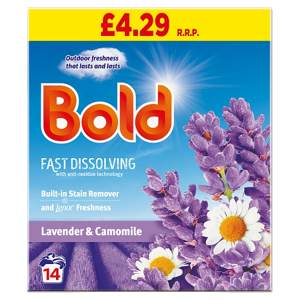 £4.29 R.R.P.
Outdoor freshness
that lasts and lasts
Bold
FAST DISSOLVING
with anti-residue technology
Built-in Stain Remover
and Lenor Freshness
Lavender & Camomile
14